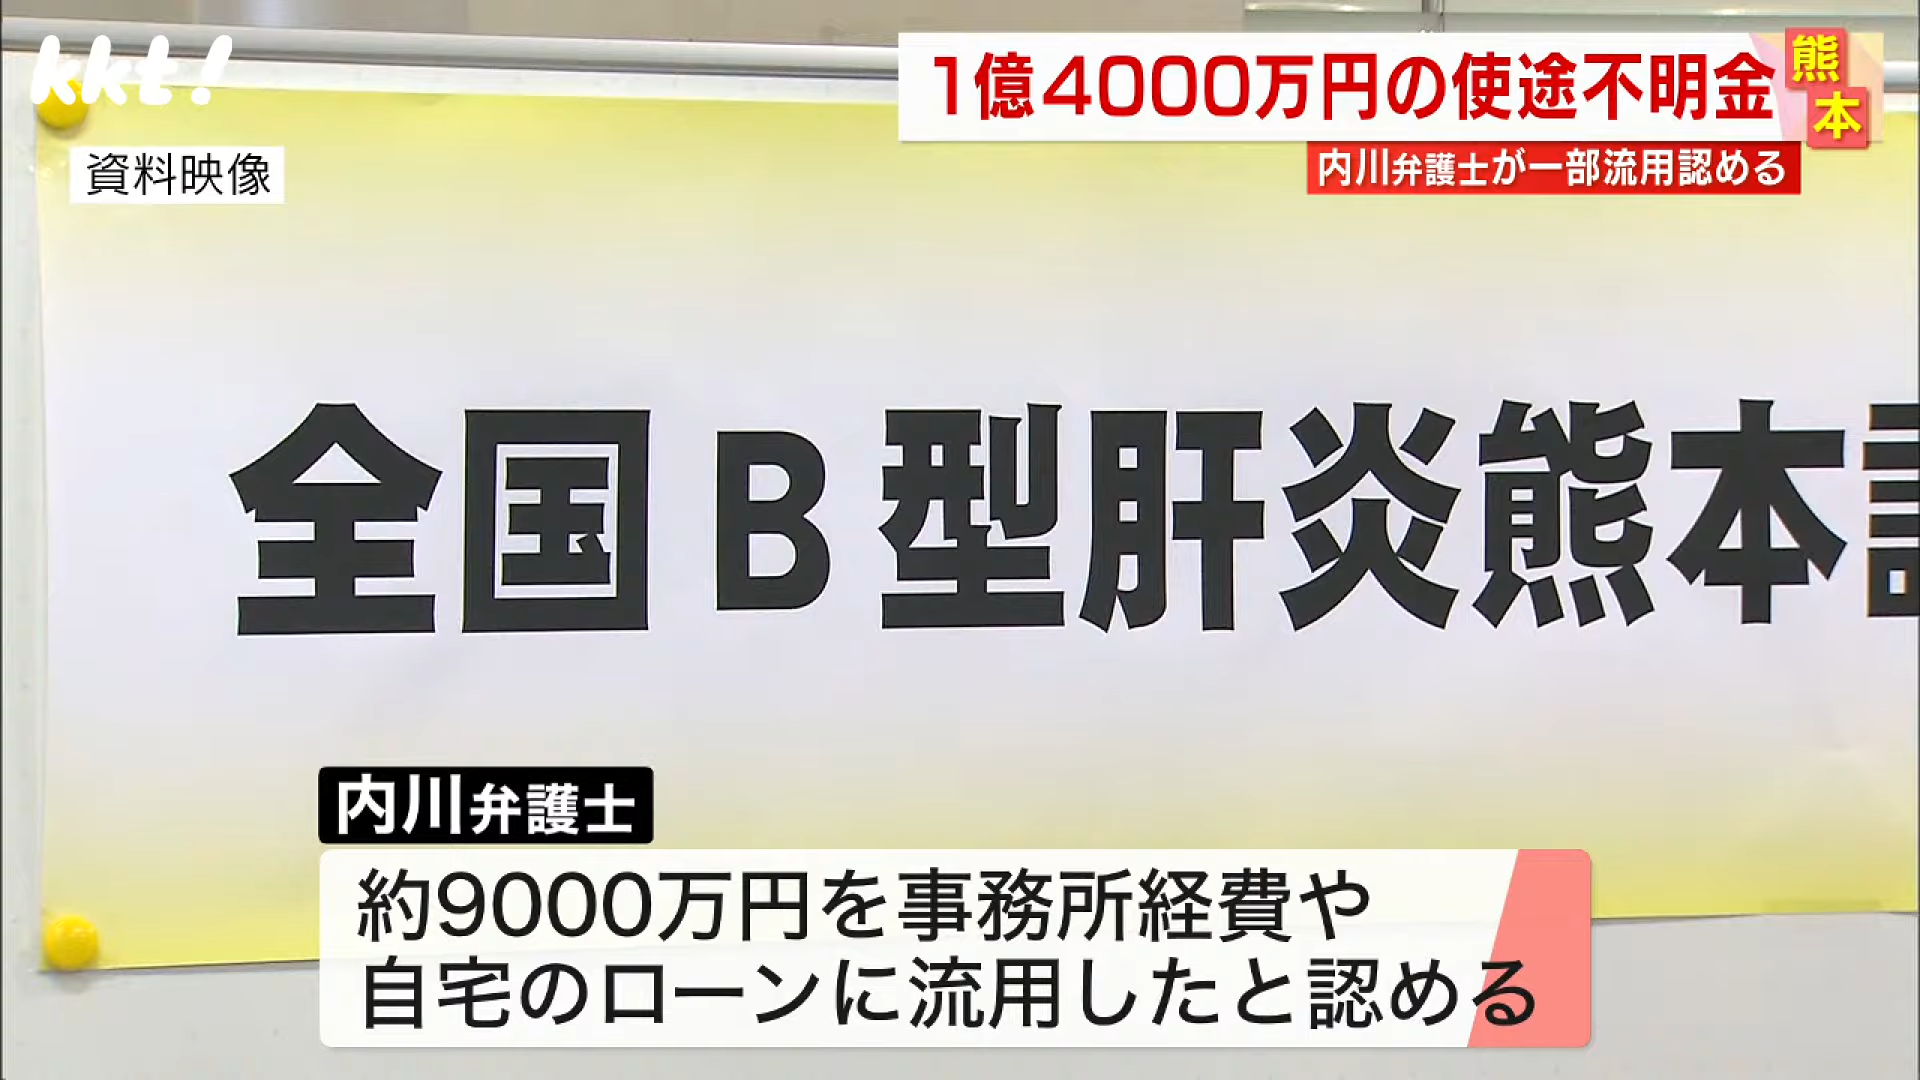 kkt!
1億4000万円の使途不明金
熊本
内川弁護士が一部流用認める
資料映像
全国B型肝炎熊本
内川弁護士
約9000万円を事務所経費や
自宅のローンに流用したと認める